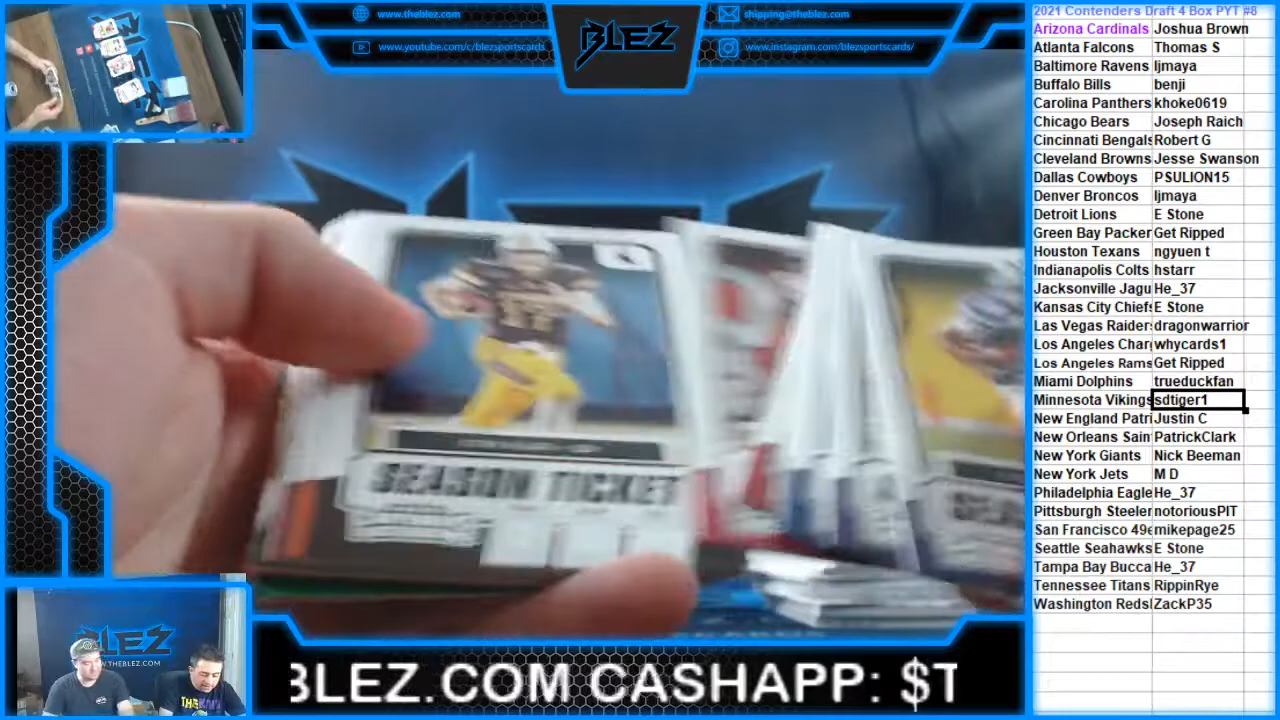 www.theblez.com
BLEZ
shipping@theblez.com
www.youtube.com/c/blezsportscards
www.instagram.com/blezsportscards/
SEASON TICKET
BLEZ
WWW.THEBLEZ.COM
BLEZ.COM CASHAPP: $T
2021 Contenders Draft 4 Box PYT #8
Arizona Cardinals Joshua Brown
Atlanta Falcons Thomas S
Baltimore Ravens ljmaya
Buffalo Bills benji
Carolina Panthers khoke0619
Chicago Bears Joseph Raich
Cincinnati Bengals Robert G
Cleveland Browns Jesse Swanson
Dallas Cowboys PSULION15
Denver Broncos ljmaya
Detroit Lions E Stone
Green Bay Packer Get Ripped
Houston Texans ngyuen t
Indianapolis Colts hstarr
Jacksonville Jagu He_37
Kansas City Chiefs E Stone
Las Vegas Raiders dragonwarrior
Los Angeles Charg whycards1
Los Angeles Rams Get Ripped
Miami Dolphins trueduckfan
Minnesota Vikings sdtiger1
New England Patri Justin C
New Orleans Sain PatrickClark
New York Giants Nick Beeman
New York Jets M D
Philadelphia Eagle He_37
Pittsburgh Steeler notoriousPIT
San Francisco 49e mikepage25
Seattle Seahawks E Stone
Tampa Bay Bucca He_37
Tennessee Titans RippinRye
Washington Reds ZackP35